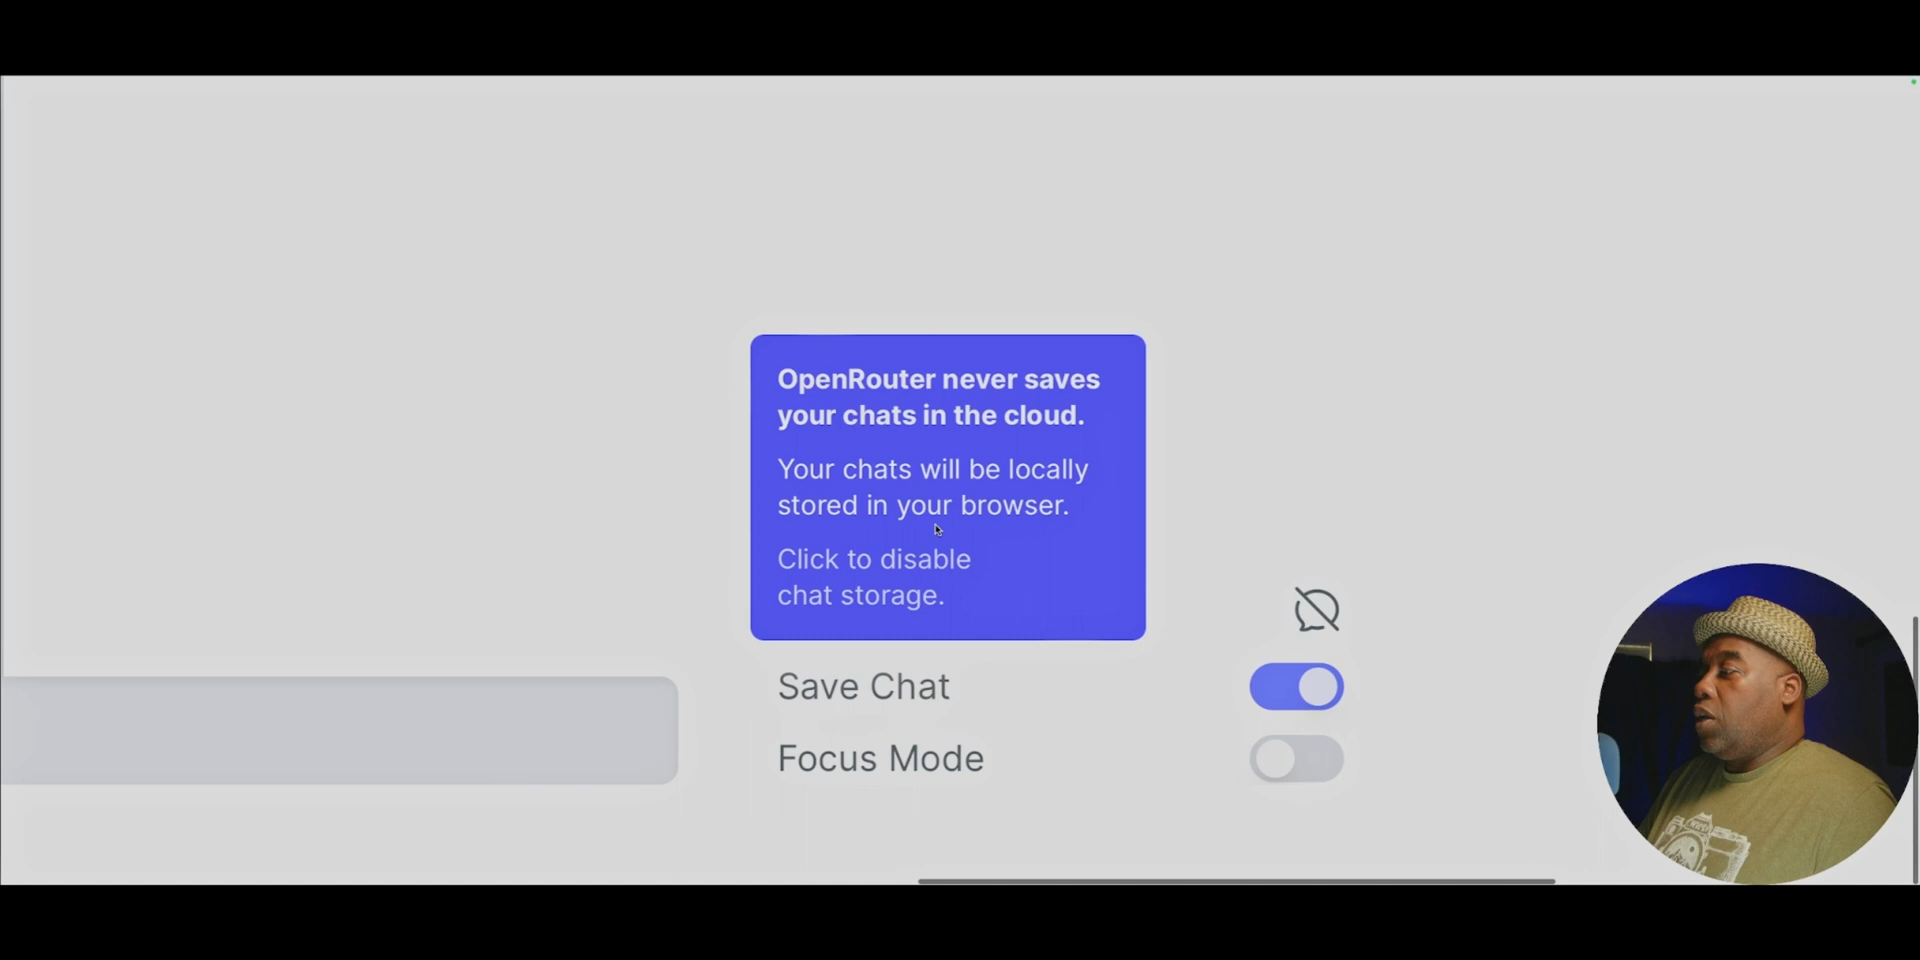 OpenRouter never saves
your chats in the cloud.
Your chats will be locally
stored in your browser.
Click to disable
chat storage.
Save Chat
Focus Mode